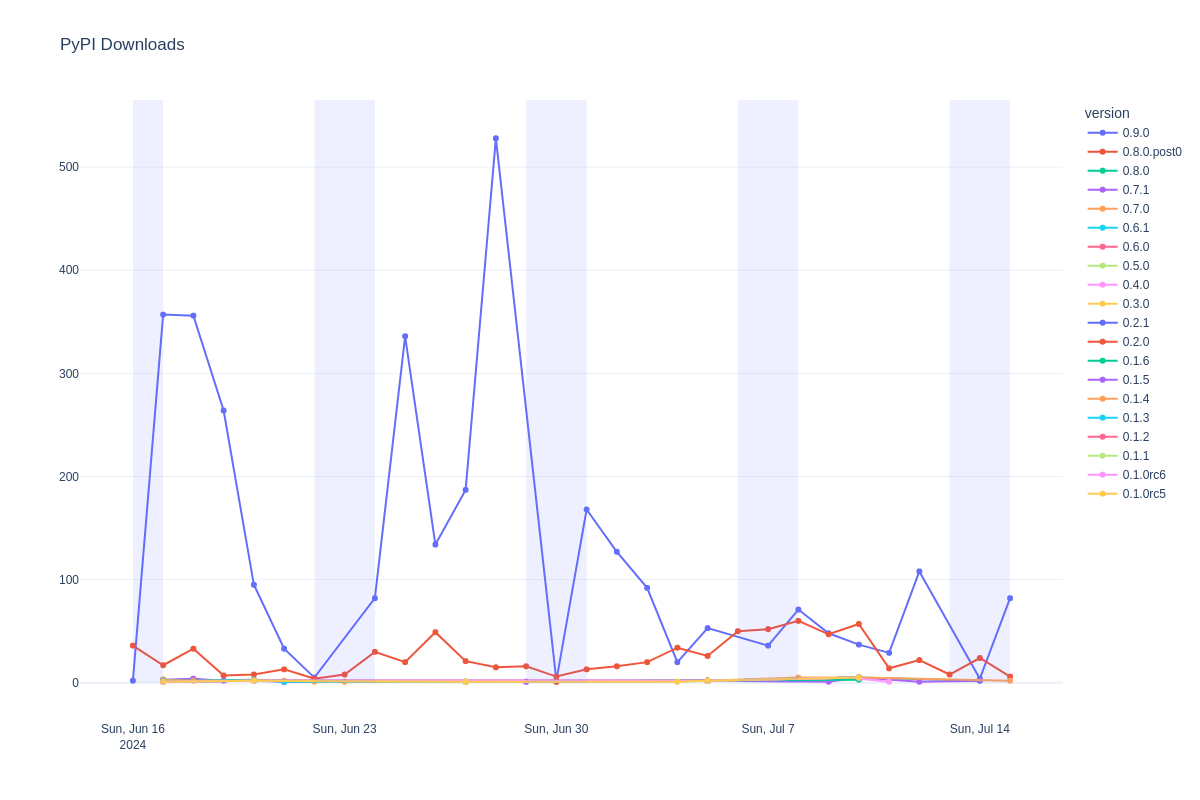 PyPI Downloads
500
400
300
200
100
0
Sun, Jun 16
2024
Sun, Jun 23
Sun, Jun 30
Sun, Jul 7
Sun, Jul 14
version
0.9.0
0.8.0.post0
0.8.0
0.7.1
0.7.0
0.6.1
0.6.0
0.5.0
0.4.0
0.3.0
0.2.1
0.2.0
0.1.6
0.1.5
0.1.4
0.1.3
0.1.2
0.1.1
0.1.0rc6
0.1.0rc5